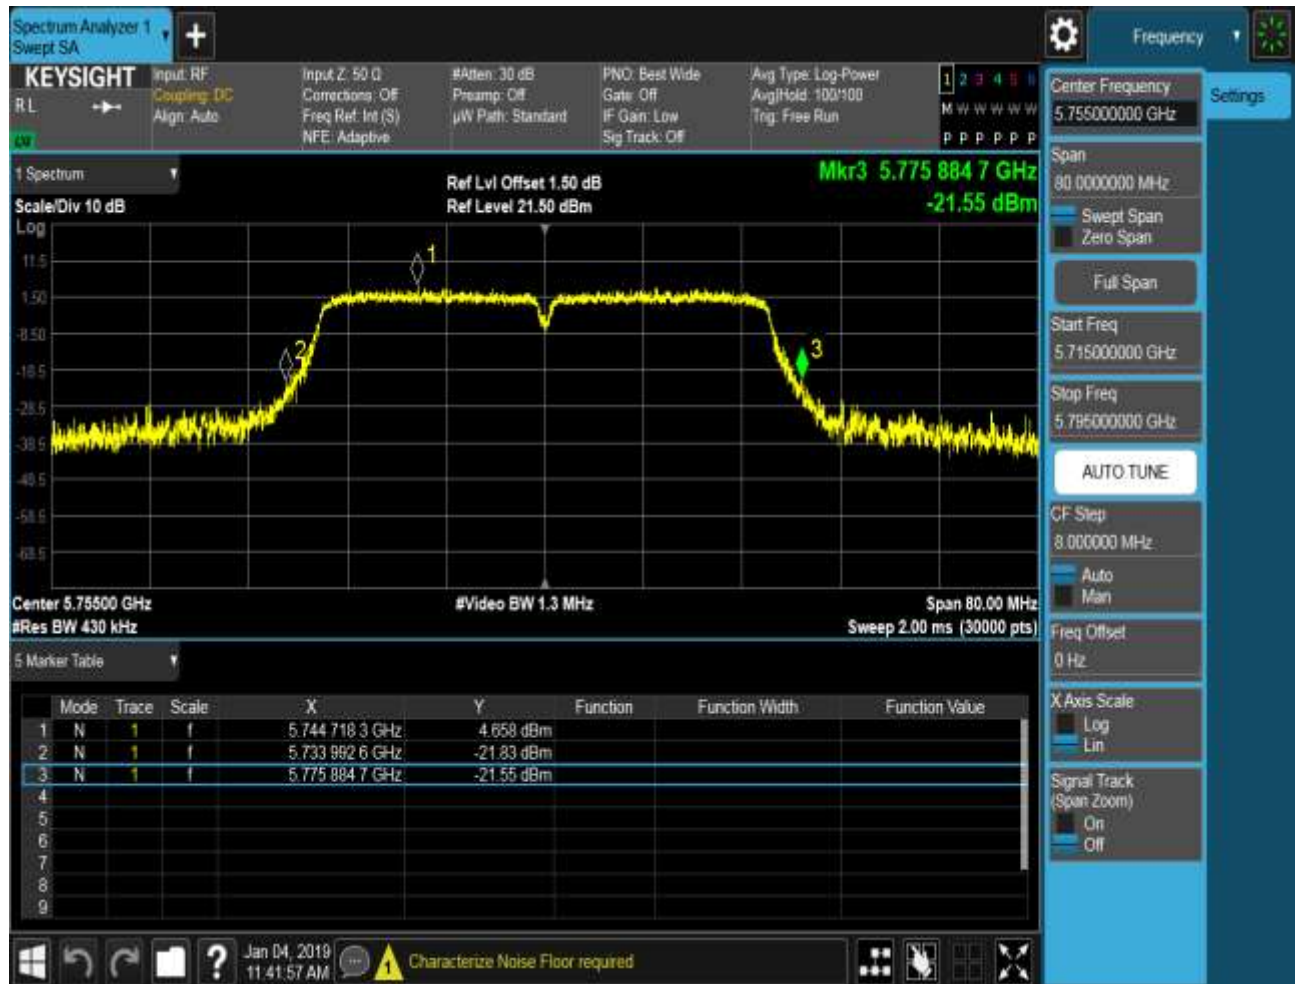 Spectrum Analyzer 1
Swept SA
+
Frequency
KEYSIGHT
RL
Input: RF
Coupling: DC
Align: Auto
Input Z: 50 Ω
Corrections: Off
Freq Ref: Int (S)
NFE: Adaptive
#Atten: 30 dB
Preamp: Off
µW Path: Standard
PNO: Best Wide
Gate: Off
IF Gain: Low
Sig Track: Off
Avg Type: Log-Power
Avg|Hold: 100/100
Trig: Free Run
1 2 3 4 5 6
M W W W W W
P P P P P P
1 Spectrum
Scale/Div 10 dB
Ref Lvl Offset 1.50 dB
Ref Level 21.50 dBm
Mkr3 5.775 884 7 GHz
-21.55 dBm
Log
11.5
1.50
-8.50
-18.5
-28.5
-38.5
-48.5
-58.5
-68.5
1
2
3
Center 5.75500 GHz
#Res BW 430 kHz
#Video BW 1.3 MHz
Span 80.00 MHz
Sweep 2.00 ms (30000 pts)
5 Marker Table
Mode Trace Scale X Y Function Function Width Function Value
1 N 1 f 5.744 718 3 GHz 4.658 dBm
2 N 1 f 5.733 992 6 GHz -21.83 dBm
3 N 1 f 5.775 884 7 GHz -21.55 dBm
4
5
6
7
8
9
Jan 04, 2019
11:41:57 AM
Characterize Noise Floor required
Center Frequency
5.755000000 GHz
Settings
Span
80.0000000 MHz
Swept Span
Zero Span
Full Span
Start Freq
5.715000000 GHz
Stop Freq
5.795000000 GHz
AUTO TUNE
CF Step
8.000000 MHz
Auto
Man
Freq Offset
0 Hz
X Axis Scale
Log
Lin
Signal Track
(Span Zoom)
On
Off